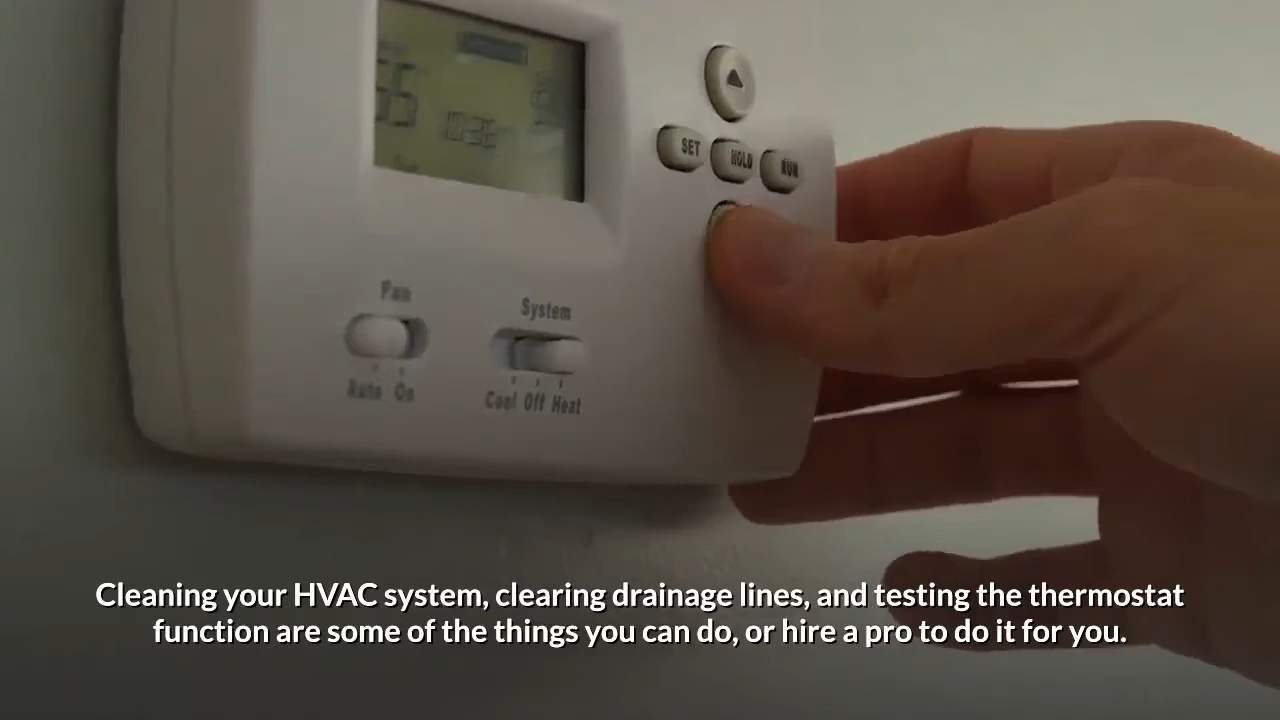 SET
HOLD
RUN
Fan
System
Auto On
Cool Off Heat
Cleaning your HVAC system, clearing drainage lines, and testing the thermostat
function are some of the things you can do, or hire a pro to do it for you.